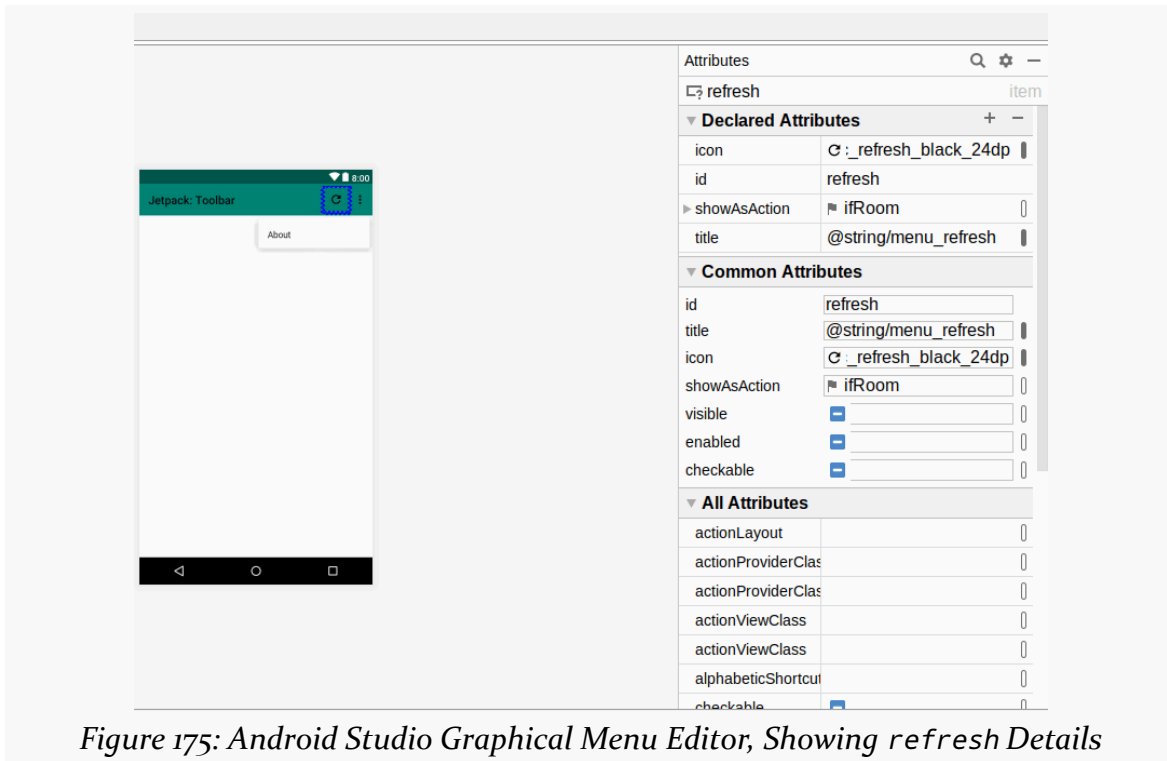 Attributes
refresh item
Declared Attributes
icon :_refresh_black_24dp
id refresh
showAsAction ifRoom
title @string/menu_refresh
Common Attributes
id refresh
title @string/menu_refresh
icon :_refresh_black_24dp
showAsAction ifRoom
visible
enabled
checkable
All Attributes
actionLayout
actionProviderClas
actionProviderClas
actionViewClass
actionViewClass
alphabeticShortcut
checkable
8:00
Jetpack: Toolbar
About
Figure 175: Android Studio Graphical Menu Editor, Showing refresh Details